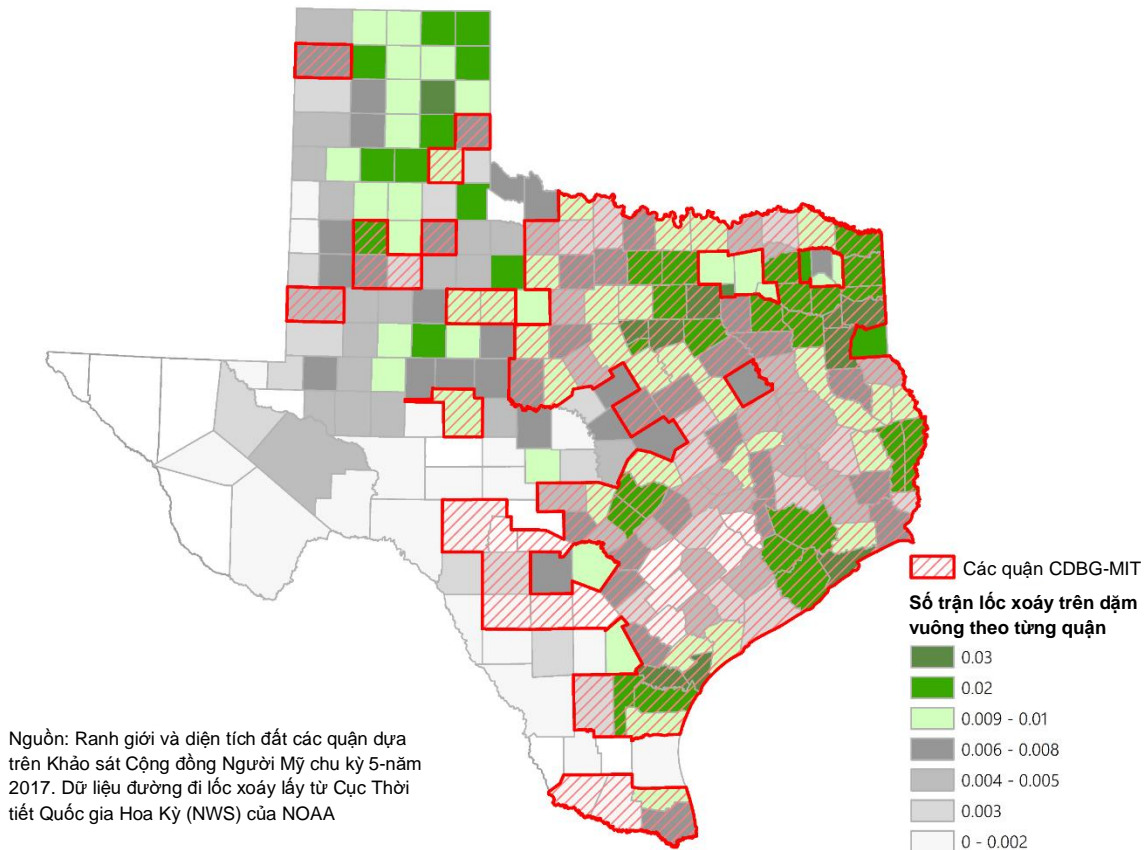 Các quận CDBG-MIT
Số trận lốc xoáy trên dặm
vuông theo từng quận
0.03
0.02
0.009 - 0.01
0.006 - 0.008
0.004 - 0.005
0.003
0 - 0.002
Nguồn: Ranh giới và diện tích đất các quận dựa
trên Khảo sát Cộng đồng Người Mỹ chu kỳ 5-năm
2017. Dữ liệu đường đi lốc xoáy lấy từ Cục Thời
tiết Quốc gia Hoa Kỳ (NWS) của NOAA